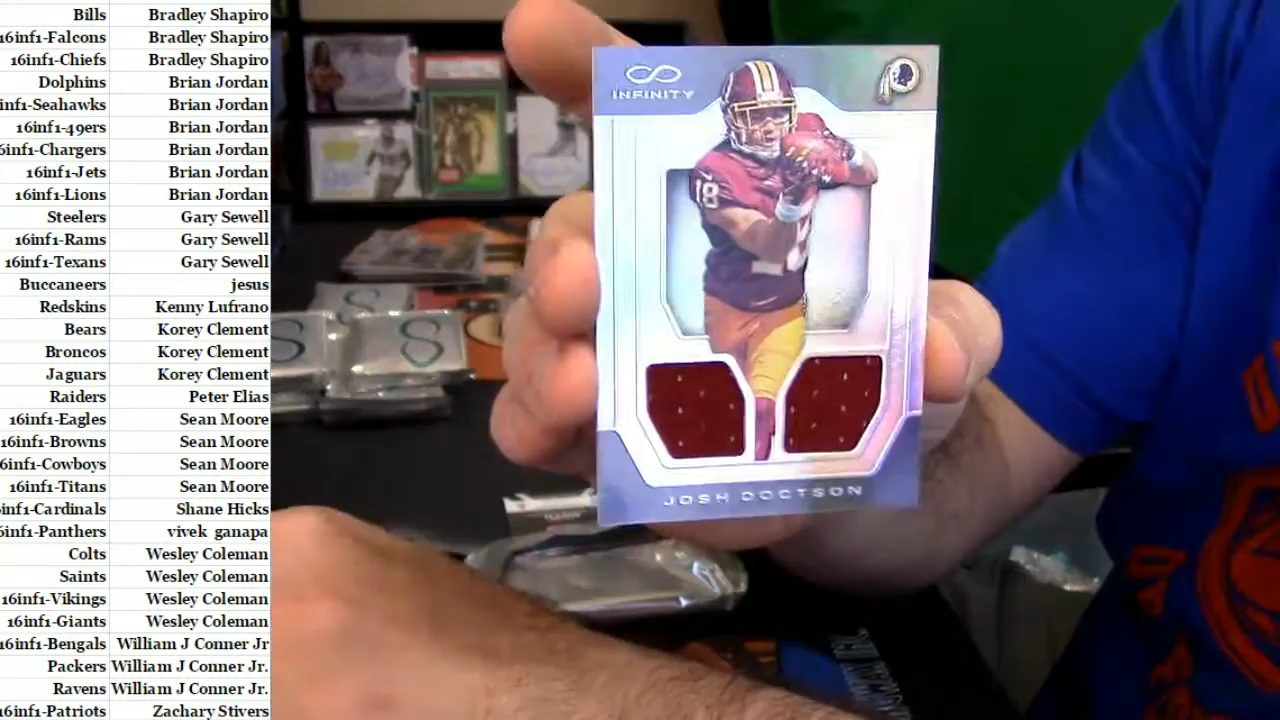 Bills Bradley Shapiro
16inf1-Falcons Bradley Shapiro
16inf1-Chiefs Bradley Shapiro
Dolphins Brian Jordan
inf1-Seahawks Brian Jordan
16inf1-49ers Brian Jordan
6inf1-Chargers Brian Jordan
16inf1-Jets Brian Jordan
16inf1-Lions Brian Jordan
Steelers Gary Sewell
16inf1-Rams Gary Sewell
16inf1-Texans Gary Sewell
Buccaneers jesus
Redskins Kenny Lufrano
Bears Korey Clement
Broncos Korey Clement
Jaguars Korey Clement
Raiders Peter Elias
16inf1-Eagles Sean Moore
16inf1-Browns Sean Moore
6inf1-Cowboys Sean Moore
16inf1-Titans Sean Moore
inf1-Cardinals Shane Hicks
6inf1-Panthers vivek ganapa
Colts Wesley Coleman
Saints Wesley Coleman
16inf1-Vikings Wesley Coleman
16inf1-Giants Wesley Coleman
16inf1-Bengals William J Conner Jr
Packers William J Conner Jr.
Ravens William J Conner Jr.
16inf1-Patriots Zachary Stivers
INFINITY
18
JOSH DOCTSON